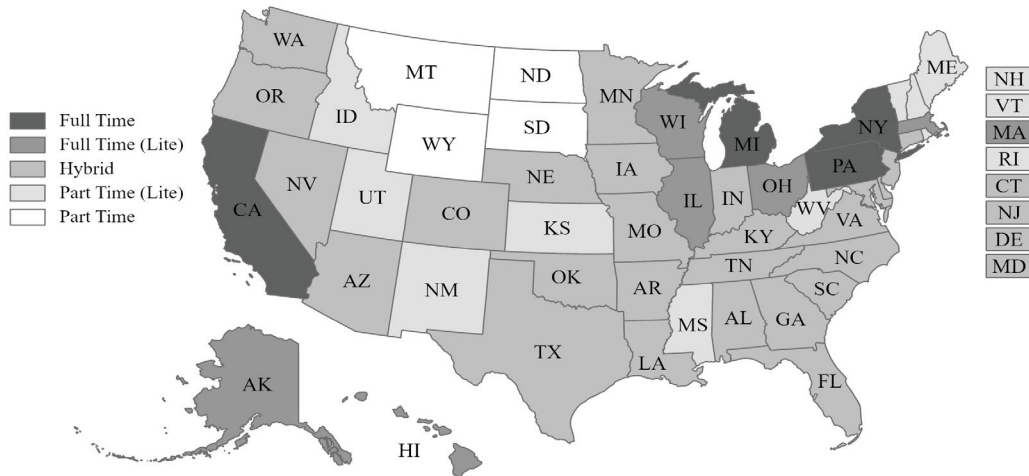 Full Time
Full Time (Lite)
Hybrid
Part Time (Lite)
Part Time
WA
OR
CA
NV
ID
MT
WY
UT
AZ
CO
NM
ND
SD
NE
KS
OK
TX
MN
IA
MO
AR
LA
WI
IL
MI
IN
OH
KY
TN
MS
AL
GA
FL
SC
NC
VA
WV
PA
NY
ME
AK
HI
NH
VT
MA
RI
CT
NJ
DE
MD